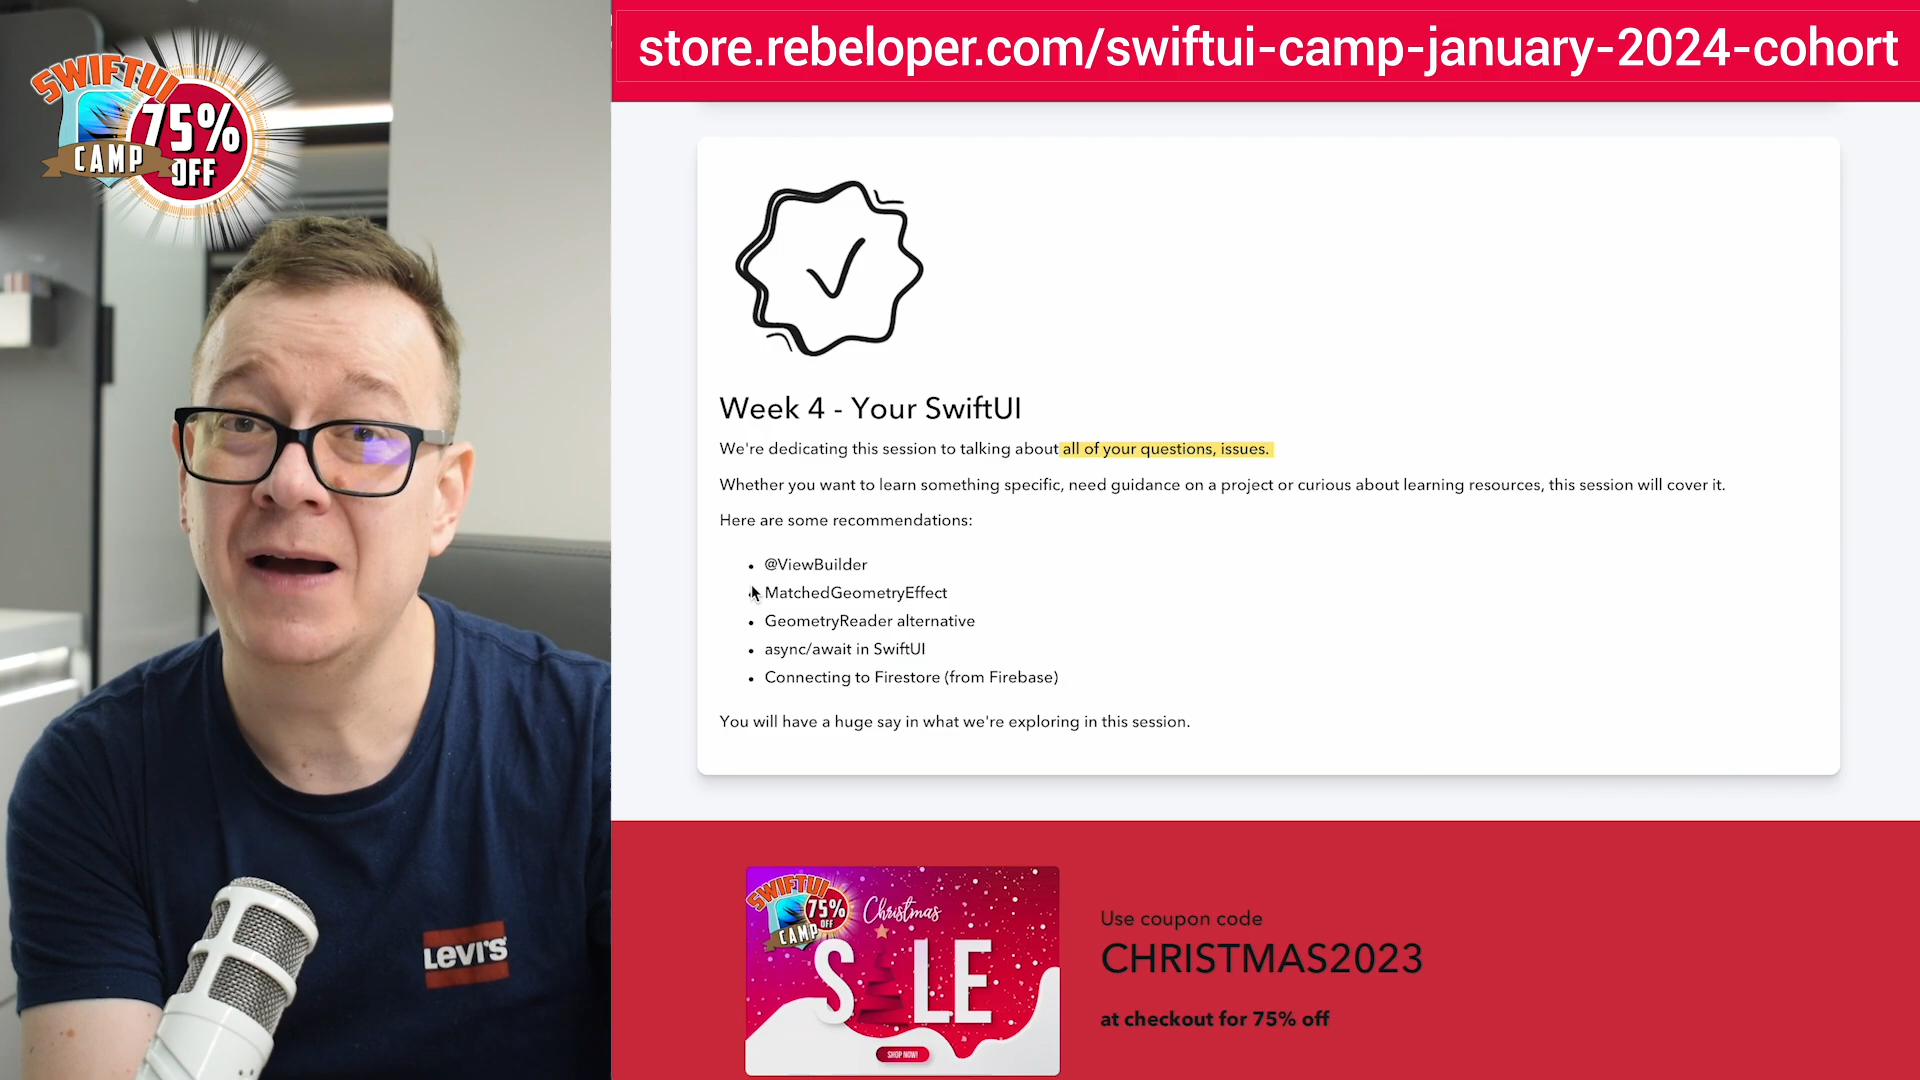 SWIFTUI
CAMP
75%
OFF
store.rebeloper.com/swiftui-camp-january-2024-cohort
Week 4 - Your SwiftUI
We're dedicating this session to talking about all of your questions, issues.
Whether you want to learn something specific, need guidance on a project or curious about learning resources, this session will cover it.
Here are some recommendations:
• @ViewBuilder
• MatchedGeometryEffect
• GeometryReader alternative
• async/await in SwiftUI
• Connecting to Firestore (from Firebase)
You will have a huge say in what we're exploring in this session.
LEVI'S
SWIFTUI
CAMP
75%
OFF
Christmas
SALE
SHOP NOW!
Use coupon code
CHRISTMAS2023
at checkout for 75% off